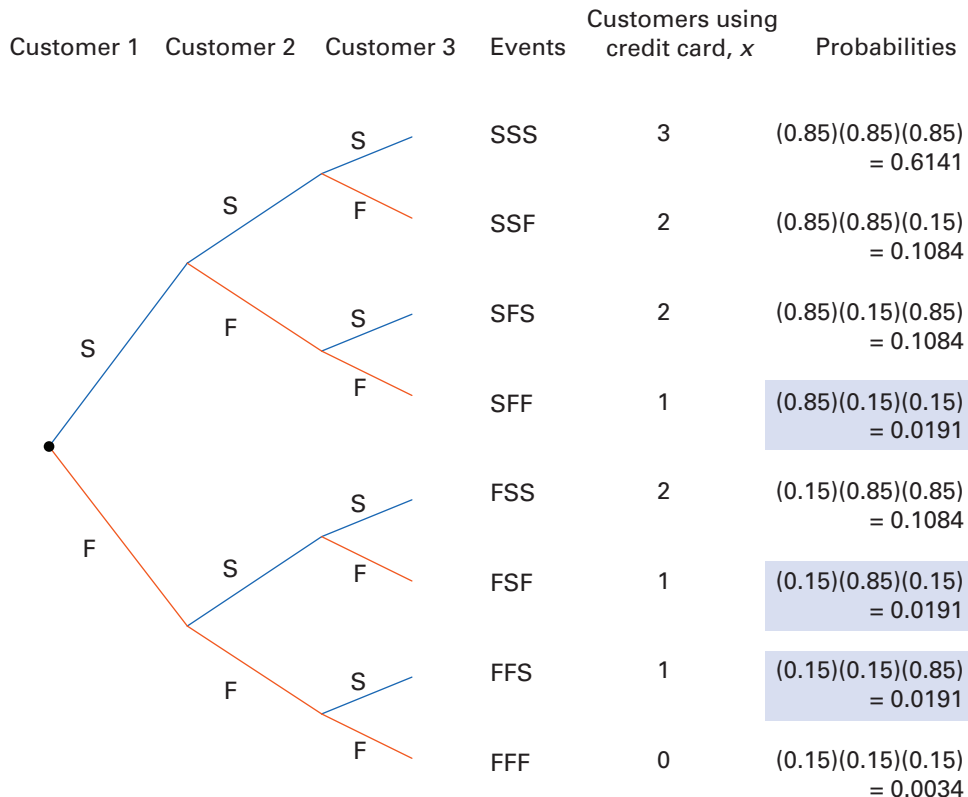 Customers using
Customer 1 Customer 2 Customer 3 Events credit card, x Probabilities
S SSS 3 (0.85)(0.85)(0.85)
= 0.6141
S F SSF 2 (0.85)(0.85)(0.15)
= 0.1084
F S SFS 2 (0.85)(0.15)(0.85)
= 0.1084
S
F SFF 1 (0.85)(0.15)(0.15)
= 0.0191
S FSS 2 (0.15)(0.85)(0.85)
= 0.1084
F
S F FSF 1 (0.15)(0.85)(0.15)
= 0.0191
F S FFS 1 (0.15)(0.15)(0.85)
= 0.0191
F FFF 0 (0.15)(0.15)(0.15)
= 0.0034